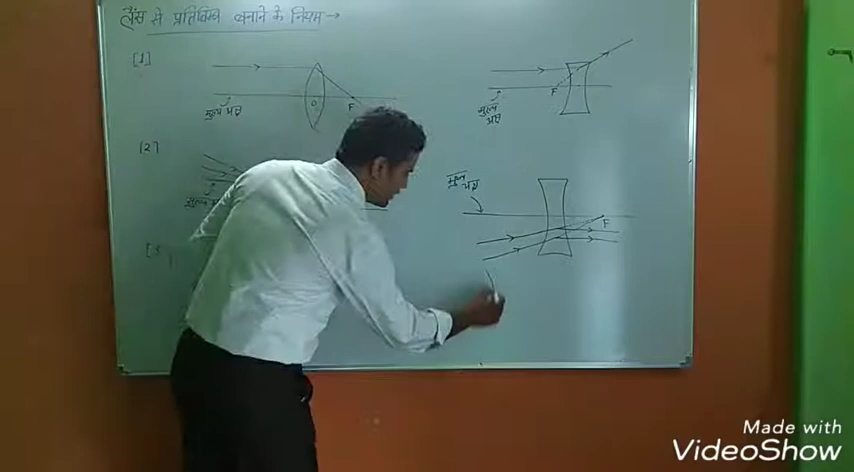 लैंस से प्रतिबिम्ब बनाने के नियम →
[1]
O
F
मुख्य अक्ष
F
मुख्य
अक्ष
[2]
मुख्य
अक्ष
F
[3]
Made with
VideoShow